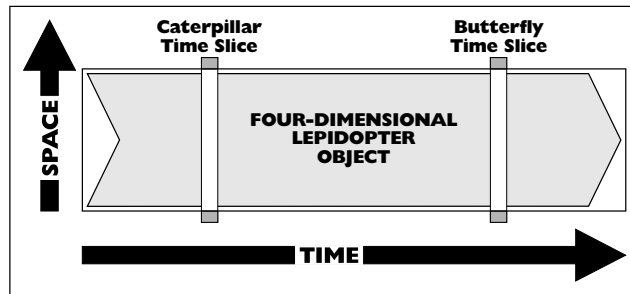 Caterpillar
Time Slice
Butterfly
Time Slice
SPACE
FOUR-DIMENSIONAL
LEPIDOPTER
OBJECT
TIME